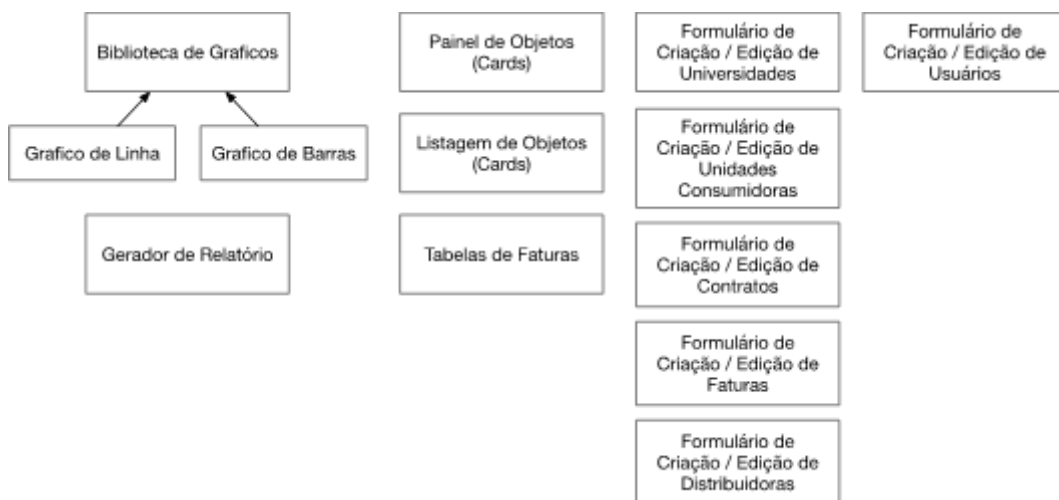 Biblioteca de Graficos
Painel de Objetos
(Cards)
Formulário de
Criação / Edição de
Universidades
Formulário de
Criação / Edição de
Usuários
Grafico de Linha
Grafico de Barras
Listagem de Objetos
(Cards)
Formulário de
Criação / Edição de
Unidades
Consumidoras
Gerador de Relatório
Tabelas de Faturas
Formulário de
Criação / Edição de
Contratos
Formulário de
Criação / Edição de
Faturas
Formulário de
Criação / Edição de
Distribuidoras